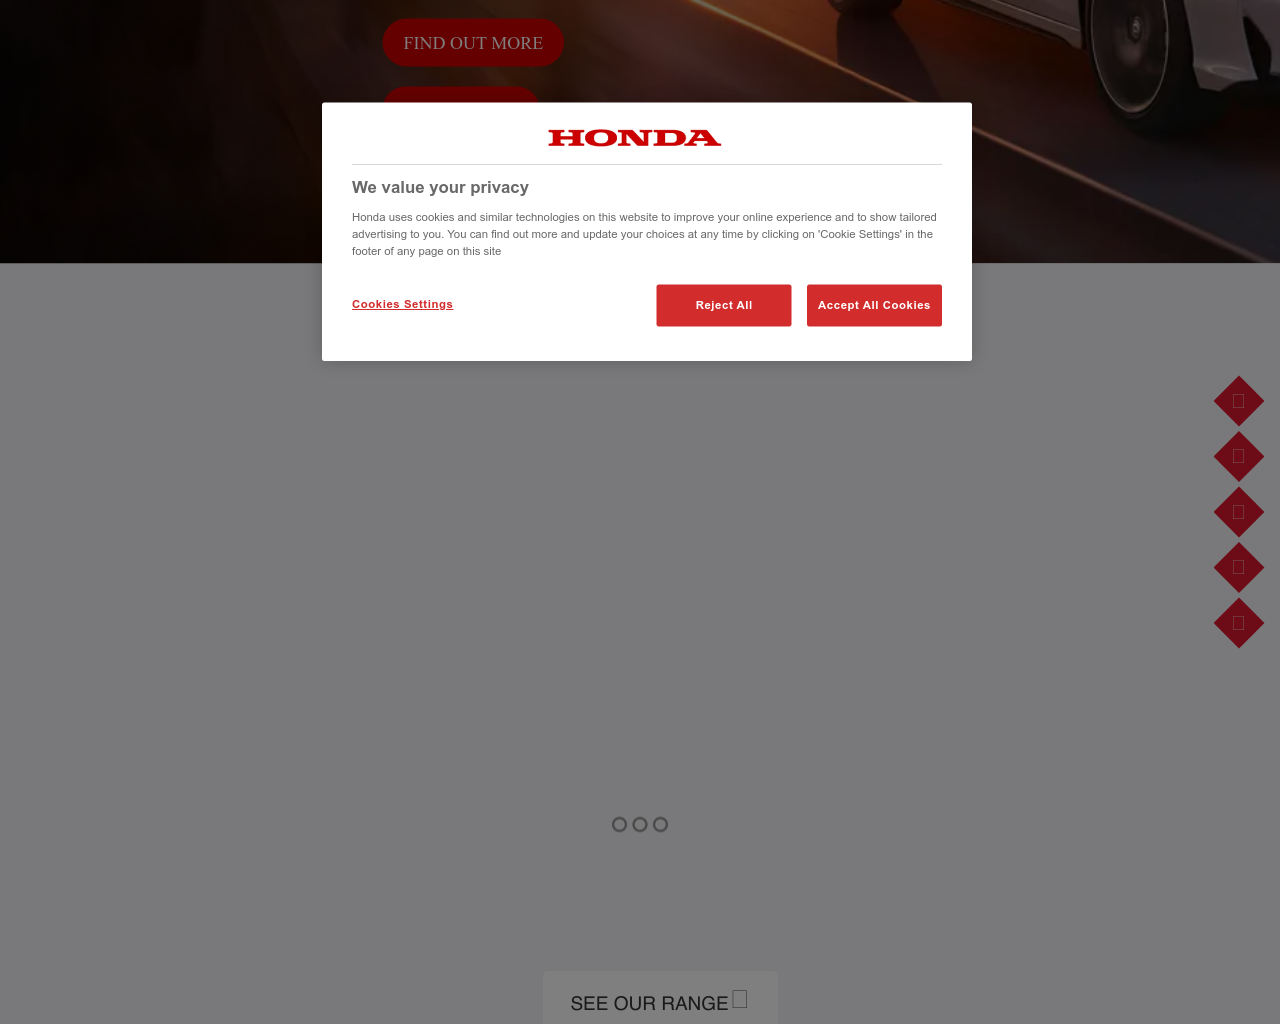 FIND OUT MORE
HONDA
We value your privacy
Honda uses cookies and similar technologies on this website to improve your online experience and to show tailored
advertising to you. You can find out more and update your choices at any time by clicking on 'Cookie Settings' in the
footer of any page on this site
Cookies Settings
Reject All
Accept All Cookies
SEE OUR RANGE